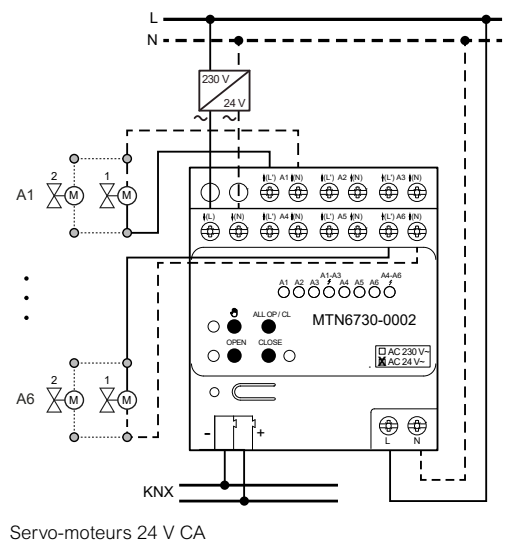 L
N
230 V
24 V
~ ~
2 1
A1 M M
(L') A1 (N) (L') A2 (N) (L') A3 (N)
(L) (N) (L') A4 (N) (L') A5 (N) (L') A6 (N)
A1-A3 A4-A6
A1 A2 A3 A4 A5 A6
MTN6730-0002
ALL OP / CL
OPEN CLOSE
AC 230 V~
AC 24 V~
2 1
A6 M M
- +
L N
KNX
Servo-moteurs 24 V CA